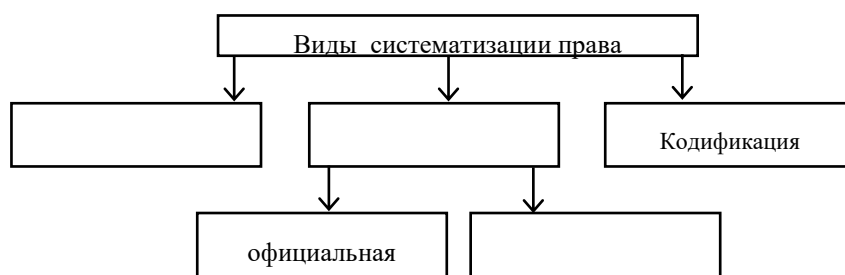 Виды систематизации права
Кодификация
официальная